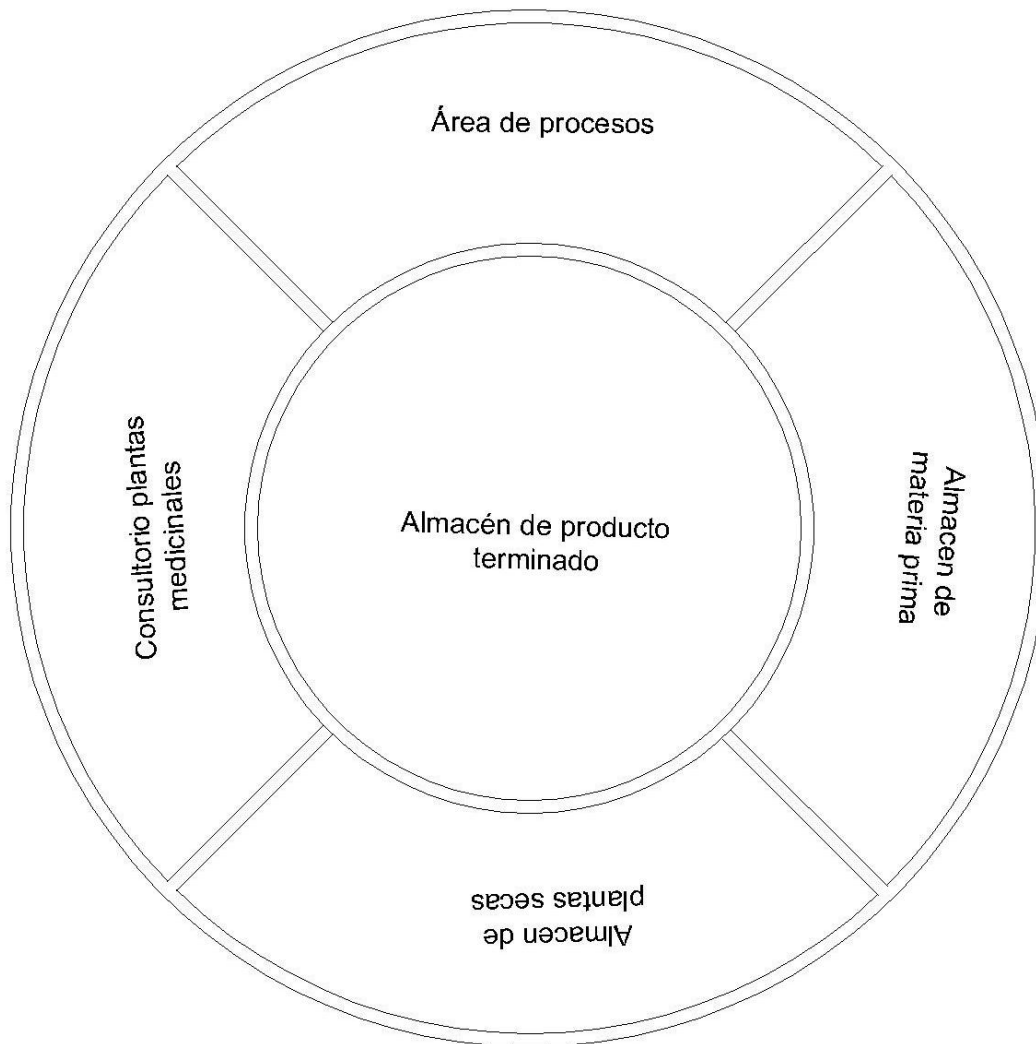 Área de procesos
Consultorio plantas
medicinales
Almacén de producto
terminado
Almacen de
materia prima
Almacen de
plantas secas